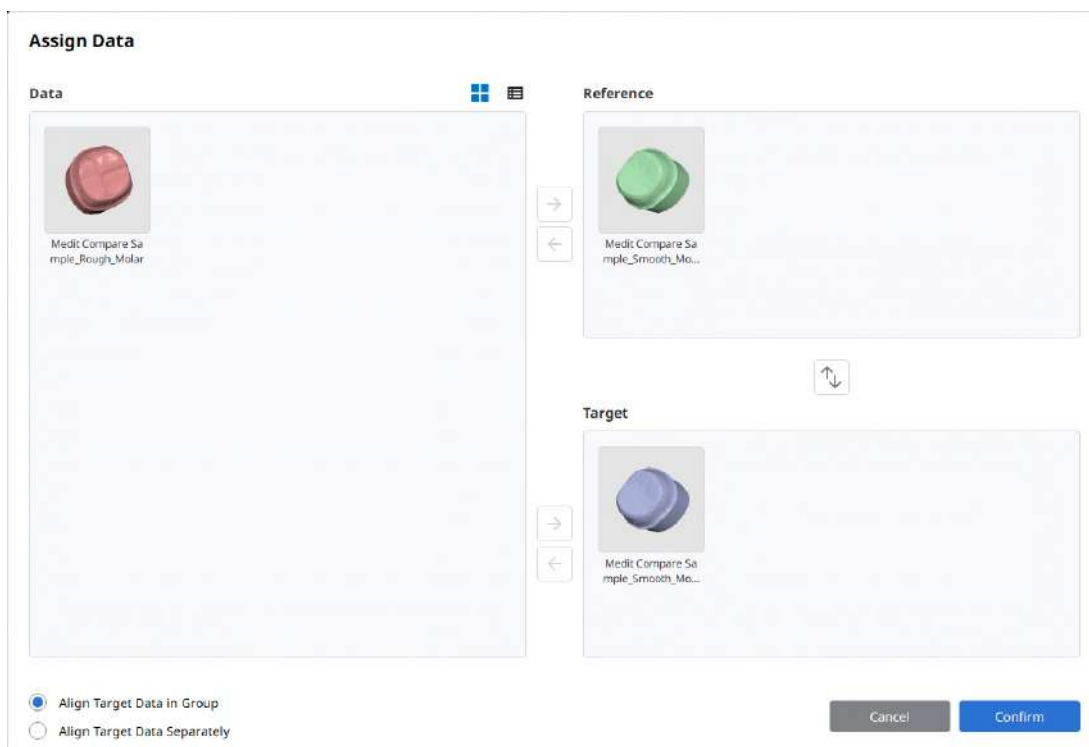 Assign Data
Data
Reference
Medit Compare Sa
mple_Rough_Molar
Medit Compare Sa
mple_Smooth_Mo...
Target
Medit Compare Sa
mple_Smooth_Mo...
Align Target Data in Group
Align Target Data Separately
Cancel
Confirm